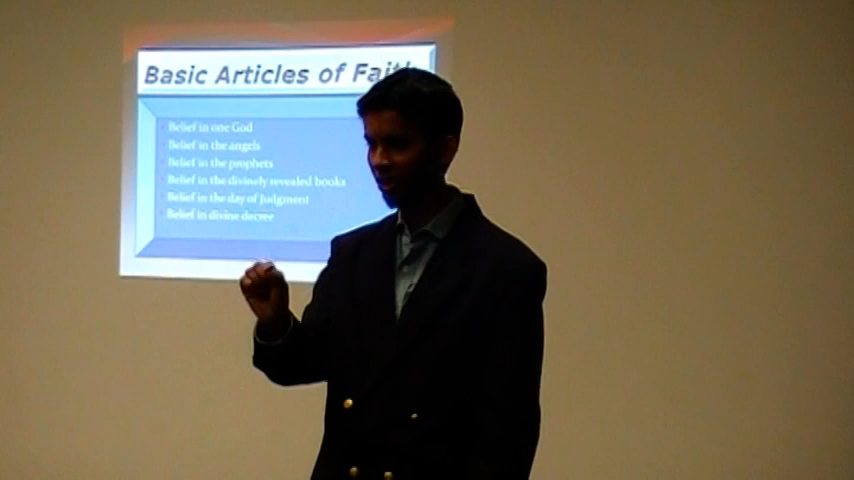 Basic Articles of Faith
Belief in one God
Belief in the angels
Belief in the prophets
Belief in the divinely revealed books
Belief in the day of Judgment
Belief in divine decree